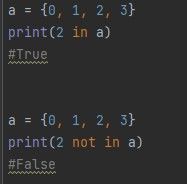 a = {0, 1, 2, 3}
print(2 in a)
#True
a = {0, 1, 2, 3}
print(2 not in a)
#False